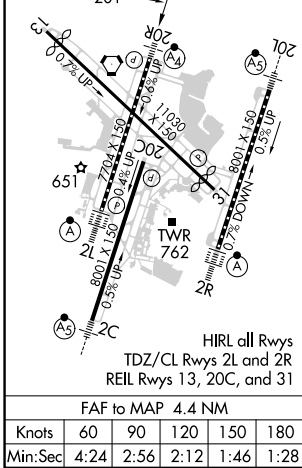 20R
A4
20L
A5
13
0.7% UP
P
0.6% UP
11030 X 150
0.5% UP
20C
7704 X 150
0.4% UP
8001 X 150
651
P
P
P
31
A
2L
8001 X 150
0.5% UP
TWR
762
0.7% DOWN
A
2R
A5
2C
HIRL all Rwys
TDZ/CL Rwys 2L and 2R
REIL Rwys 13, 20C, and 31
FAF to MAP 4.4 NM
Knots 60 90 120 150 180
Min:Sec 4:24 2:56 2:12 1:46 1:28